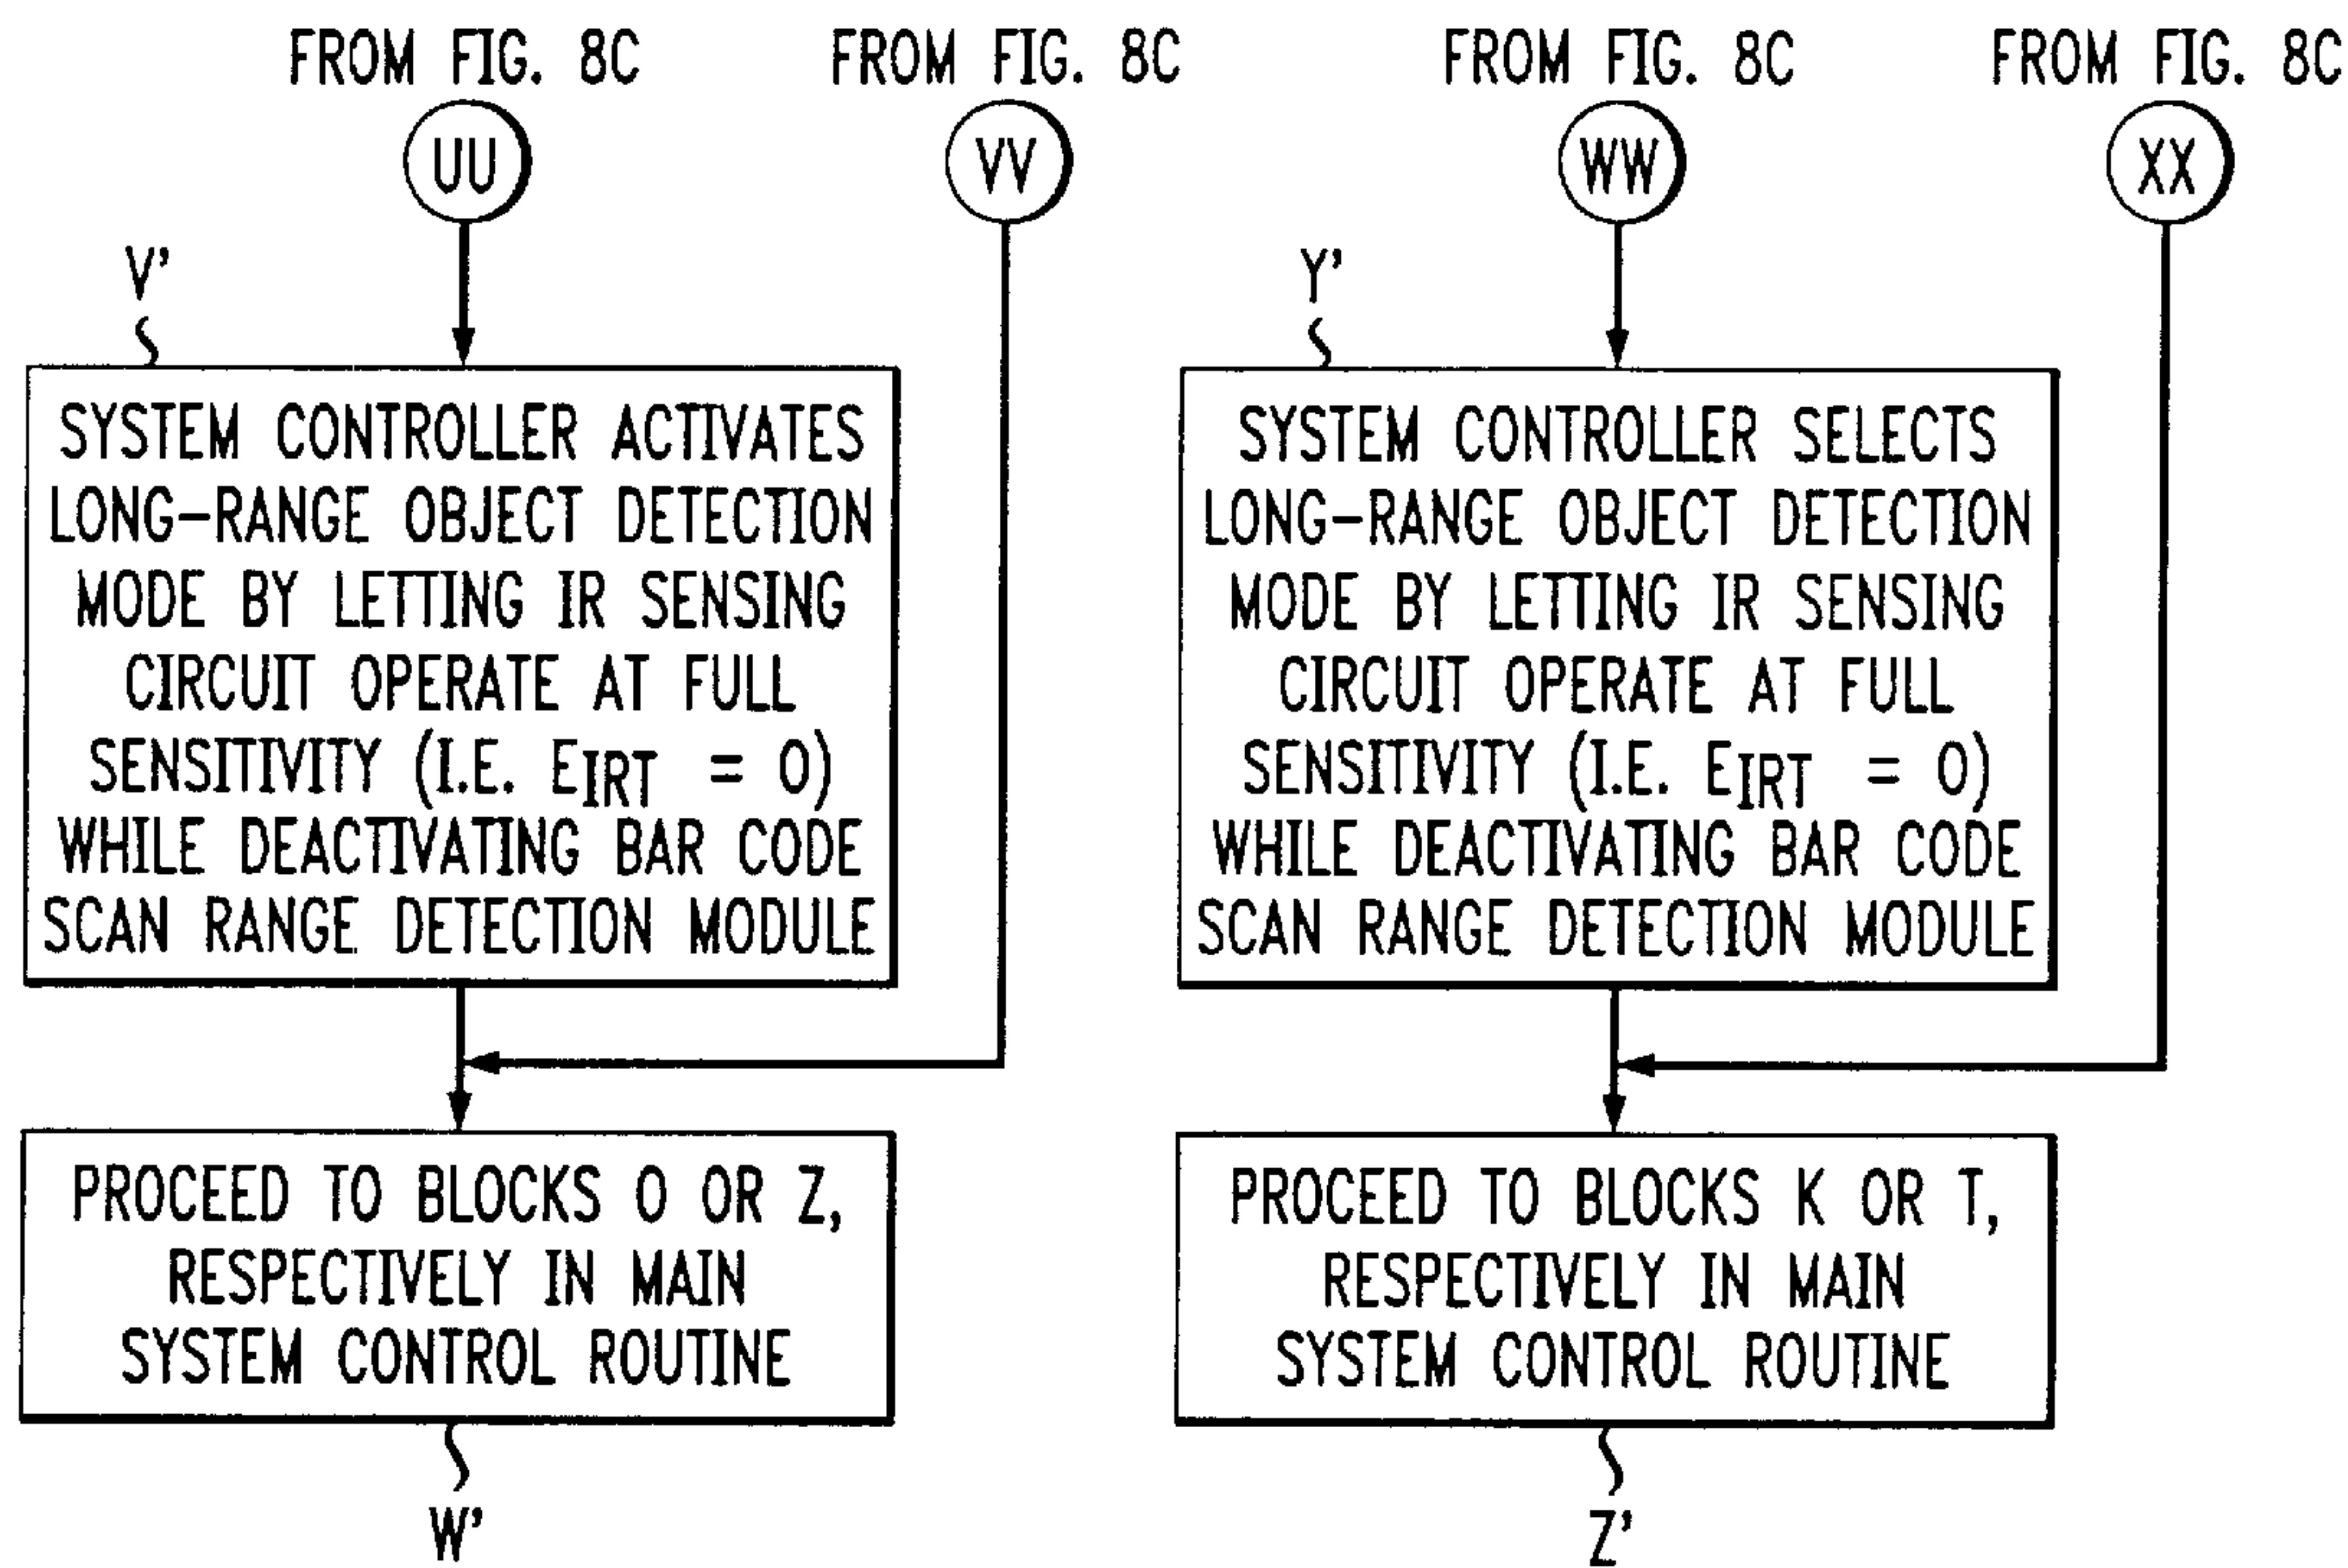 FROM FIG. 8C
UU
FROM FIG. 8C
VV
V'
SYSTEM CONTROLLER ACTIVATES
LONG-RANGE OBJECT DETECTION
MODE BY LETTING IR SENSING
CIRCUIT OPERATE AT FULL
SENSITIVITY (I.E. EIRT = 0)
WHILE DEACTIVATING BAR CODE
SCAN RANGE DETECTION MODULE
PROCEED TO BLOCKS O OR Z,
RESPECTIVELY IN MAIN
SYSTEM CONTROL ROUTINE
W'
FROM FIG. 8C
WW
FROM FIG. 8C
XX
Y'
SYSTEM CONTROLLER SELECTS
LONG-RANGE OBJECT DETECTION
MODE BY LETTING IR SENSING
CIRCUIT OPERATE AT FULL
SENSITIVITY (I.E. EIRT = 0)
WHILE DEACTIVATING BAR CODE
SCAN RANGE DETECTION MODULE
PROCEED TO BLOCKS K OR T,
RESPECTIVELY IN MAIN
SYSTEM CONTROL ROUTINE
Z'